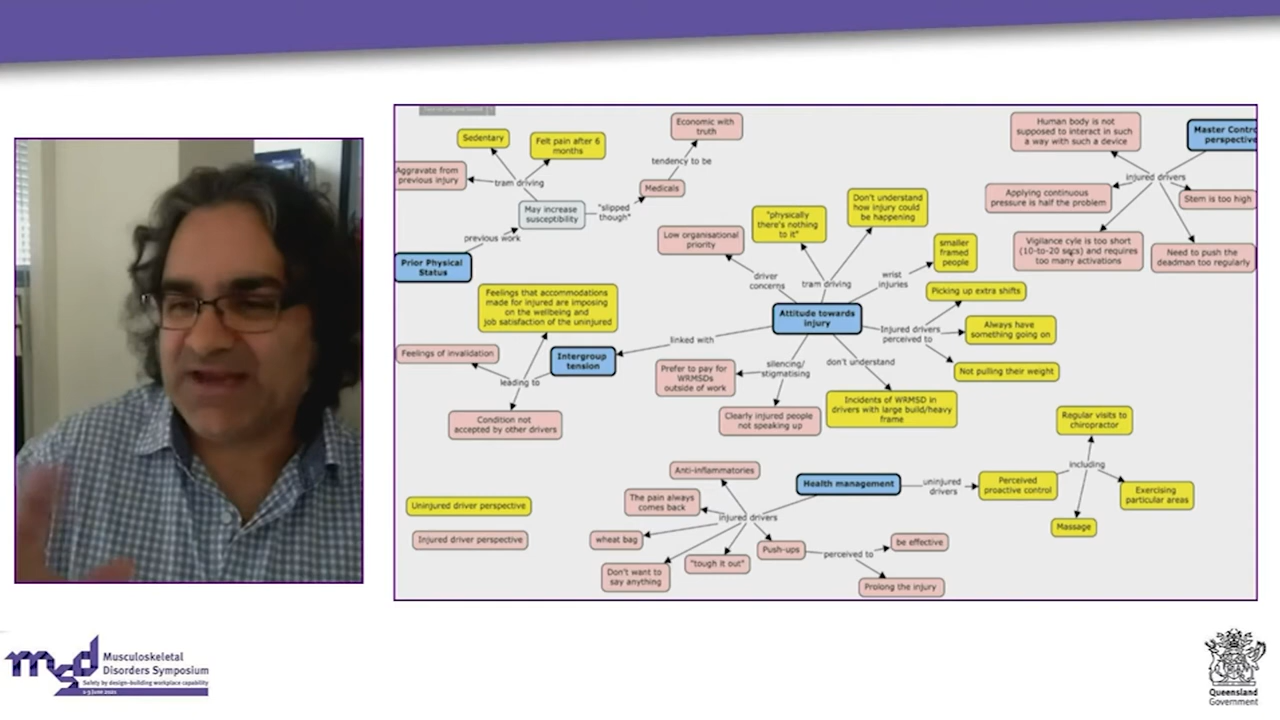 Sedentary
Felt pain after 6
months
Aggravate from
previous injury
tram driving
May increase
susceptibility
previous work
Prior Physical
Status
"slipped
though"
Medicals
tendency to be
Economic with
truth
Human body is not
supposed to interact in such
a way with such a device
Master Contro
perspective
injured drivers
Applying continuous
pressure is half the problem
Stem is too high
Vigilance cyle is too short
(10-to-20 secs) and requires
too many activations
Need to push the
deadman too regularly
Low organisational
priority
"physically
there's nothing
to it"
Don't understand
how injury could
be happening
smaller
framed
people
driver
concerns
tram driving
wrist
injuries
Attitude towards
injury
Injured drivers
perceived to
Picking up extra shifts
Always have
something going on
Not pulling their weight
Feelings that accommodations
made for injured are imposing
on the wellbeing and
job satisfaction of the uninjured
linked with
Intergroup
tension
Feelings of invalidation
leading to
Condition not
accepted by other drivers
silencing/
stigmatising
Prefer to pay for
WRMSDs
outside of work
Clearly injured people
not speaking up
don't understand
Incidents of WRMSD in
drivers with large build/heavy
frame
Regular visits to
chiropractor
including
Exercising
particular areas
Massage
Perceived
proactive control
uninjured
drivers
Health management
Anti-inflammatories
The pain always
comes back
injured drivers
wheat bag
Don't want to
say anything
"tough it out"
Push-ups
perceived to
be effective
Prolong the injury
Uninjured driver perspective
Injured driver perspective
msd
Musculoskeletal
Disorders Symposium
Safety by design-building workplace capability
1-3 June 2021
Queensland
Government